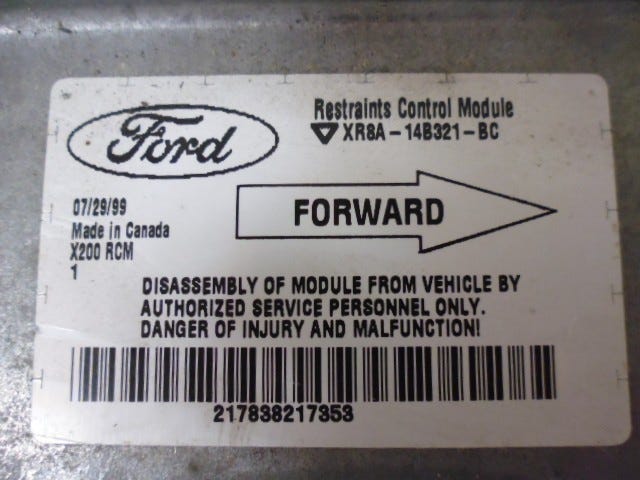 Ford
Restraints Control Module
XR8A-14B321-BC
07/29/99
Made in Canada
X200 RCM
1
FORWARD
DISASSEMBLY OF MODULE FROM VEHICLE BY
AUTHORIZED SERVICE PERSONNEL ONLY.
DANGER OF INJURY AND MALFUNCTION!
217838217353